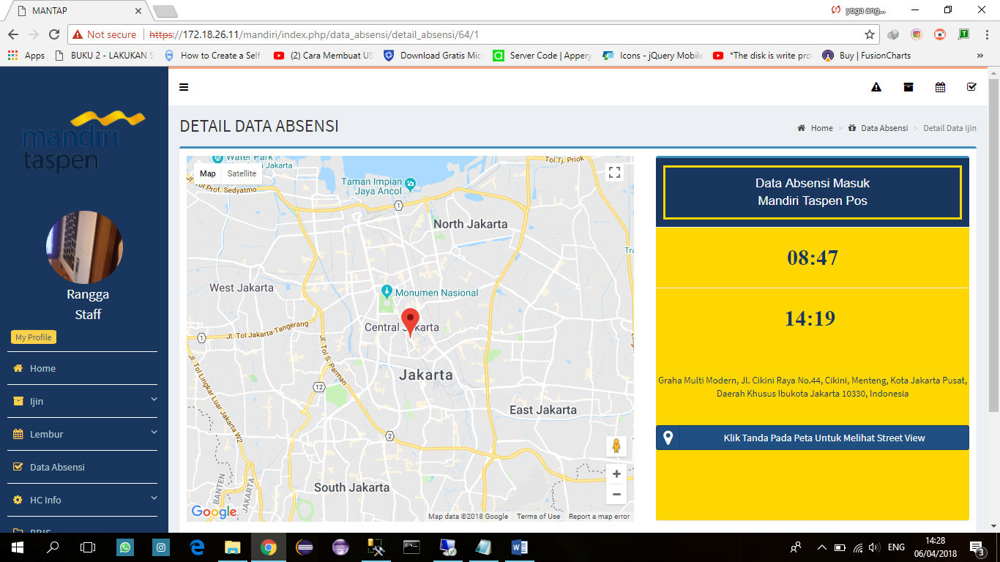 MANTAP
yoga ang...
Not secure
https://172.18.26.11/mandiri/index.php/data_absensi/detail_absensi/64/1
Apps
BUKU 2 - LAKUKAN S
How to Create a Self
(2) Cara Membuat US
Download Gratis Mic
Server Code | Appery
Icons - jQuery Mobile
*The disk is write pro
Buy | FusionCharts
»
mandiri
taspen
Rangga
Staff
My Profile
Home
Ijin
Lembur
Data Absensi
HC Info
DETAIL DATA ABSENSI
Home > Data Absensi > Detail Data Ijin
Water Park
Jakarta
Map
Satellite
Tol Tj. Priok
Jl. Tol Prof. Sedyatmo
Taman Impian
Jaya Ancol
1
North Jakarta
West Jakarta
Monumen Nasional
Central Jakarta
Jl. Tol Jakarta-Tangerang
1
Jl. Tol S. Parman
Jl. Tol Lingkar Luar Jakarta W2
Jakarta
12
East Jakarta
2
BANTEN
JAKARTA
South Jakarta
Google
Map data ©2018 Google
Terms of Use
Report a map error
Data Absensi Masuk
Mandiri Taspen Pos
08:47
14:19
Graha Multi Modern, Jl. Cikini Raya No.44, Cikini, Menteng, Kota Jakarta Pusat,
Daerah Khusus Ibukota Jakarta 10330, Indonesia
Klik Tanda Pada Peta Untuk Melihat Street View
ENG
14:28
06/04/2018
3